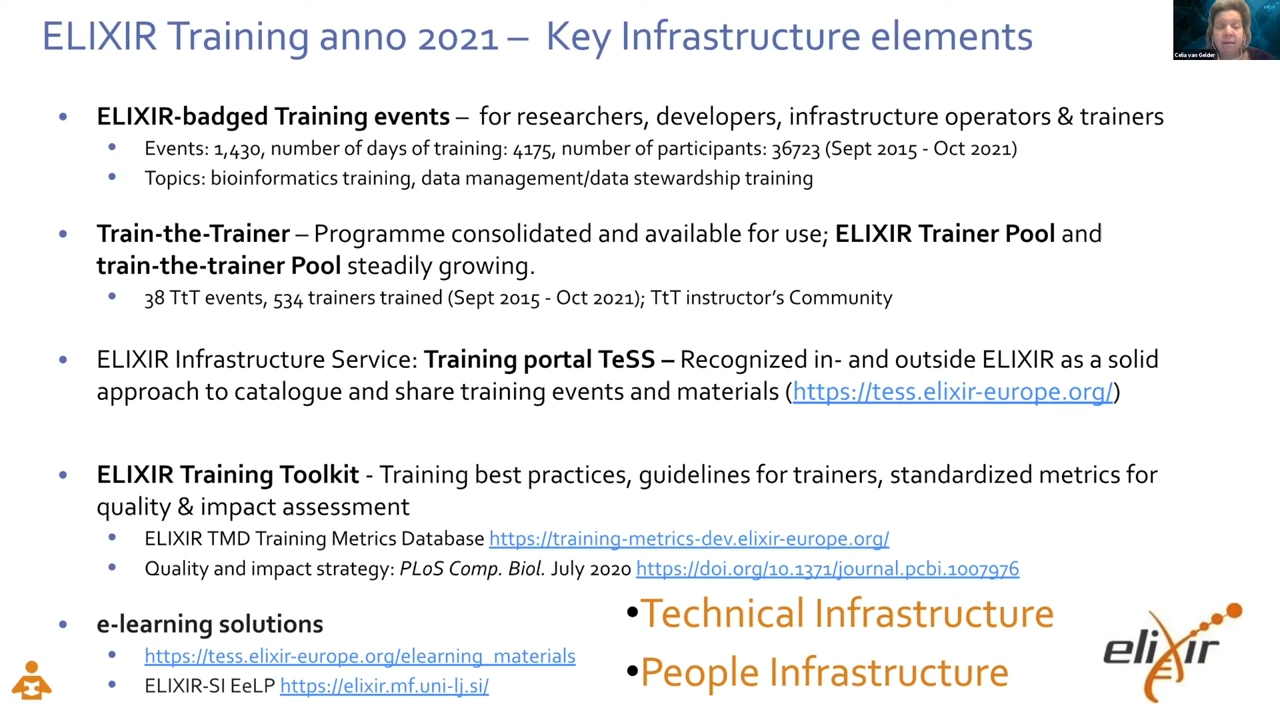 ELIXIR Training anno 2021 – Key Infrastructure elements
Celia van Gelder
• ELIXIR-badged Training events – for researchers, developers, infrastructure operators & trainers
• Events: 1,430, number of days of training: 4175, number of participants: 36723 (Sept 2015 - Oct 2021)
• Topics: bioinformatics training, data management/data stewardship training
• Train-the-Trainer – Programme consolidated and available for use; ELIXIR Trainer Pool and
train-the-trainer Pool steadily growing.
• 38 TtT events, 534 trainers trained (Sept 2015 - Oct 2021); TtT instructor's Community
• ELIXIR Infrastructure Service: Training portal TeSS – Recognized in- and outside ELIXIR as a solid
approach to catalogue and share training events and materials (https://tess.elixir-europe.org/)
• ELIXIR Training Toolkit - Training best practices, guidelines for trainers, standardized metrics for
quality & impact assessment
• ELIXIR TMD Training Metrics Database https://training-metrics-dev.elixir-europe.org/
• Quality and impact strategy: PLoS Comp. Biol. July 2020 https://doi.org/10.1371/journal.pcbi.1007976
• e-learning solutions
• https://tess.elixir-europe.org/elearning_materials
• ELIXIR-SI EeLP https://elixir.mf.uni-lj.si/
•Technical Infrastructure
•People Infrastructure
elixir